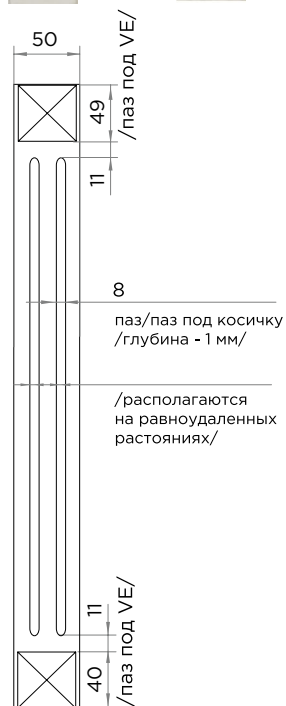 50
49
/паз под VE/
11
8
паз/паз под косичку
/глубина - 1 мм/
/располагаются
на равноудаленных
растояниях/
11
40
/паз под VE/